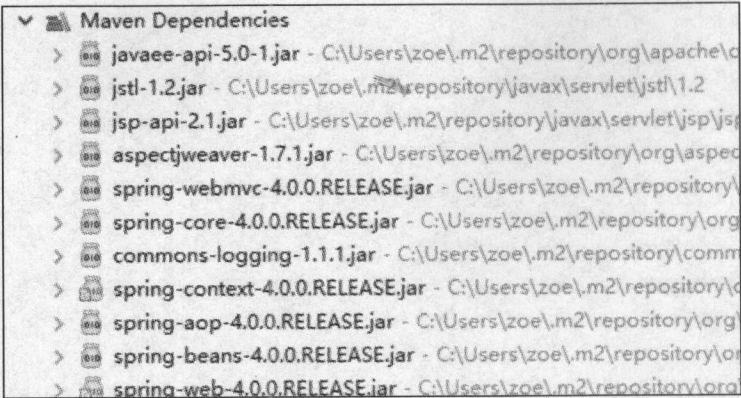 Maven Dependencies
javaee-api-5.0-1.jar - C:\Users\zoe\.m2\repository\org\apache\
jstl-1.2.jar - C:\Users\zoe\.m2\repository\javax\servlet\jstl\1.2
jsp-api-2.1.jar - C:\Users\zoe\.m2\repository\javax\servlet\jsp\jsp
aspectjweaver-1.7.1.jar - C:\Users\zoe\.m2\repository\org\aspec
spring-webmvc-4.0.0.RELEASE.jar - C:\Users\zoe\.m2\repository\
spring-core-4.0.0.RELEASE.jar - C:\Users\zoe\.m2\repository\org
commons-logging-1.1.1.jar - C:\Users\zoe\.m2\repository\comm
spring-context-4.0.0.RELEASE.jar - C:\Users\zoe\.m2\repository\
spring-aop-4.0.0.RELEASE.jar - C:\Users\zoe\.m2\repository\org\
spring-beans-4.0.0.RELEASE.jar - C:\Users\zoe\.m2\repository\or
spring-web-4.0.0.RELEASE.jar - C:\Users\zoe\.m2\repository\org\